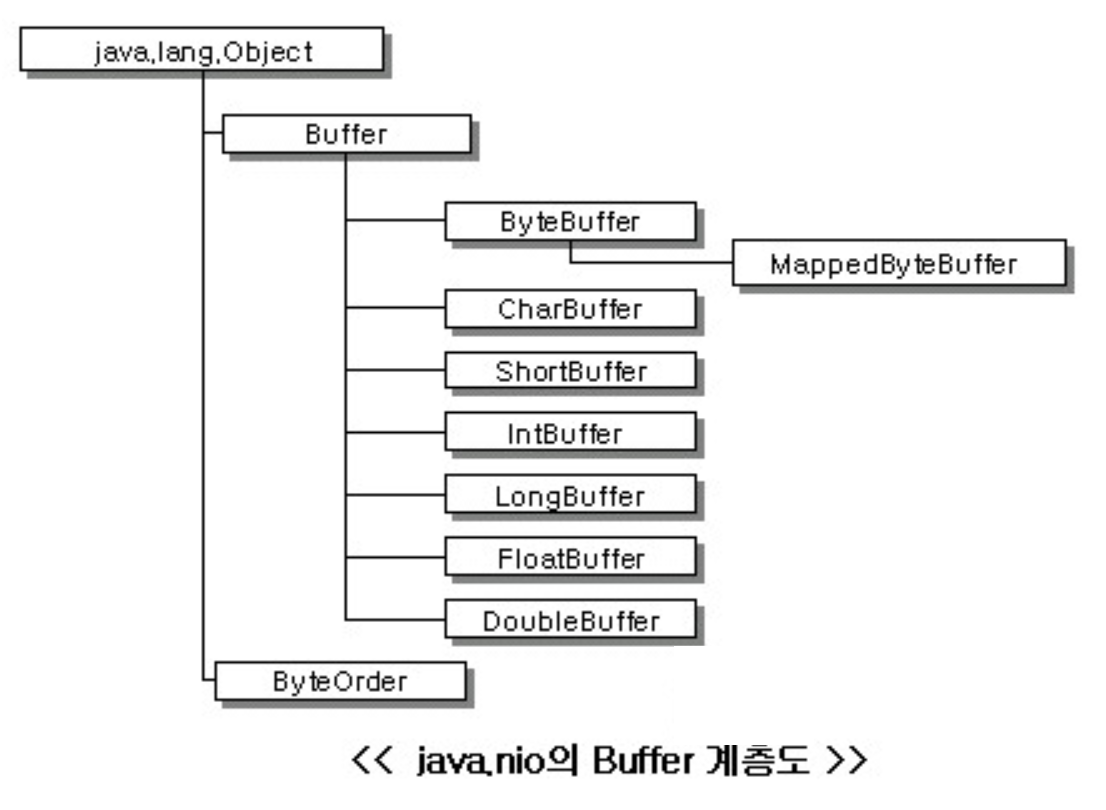 java.lang.Object
Buffer
ByteBuffer
MappedByteBuffer
CharBuffer
ShortBuffer
IntBuffer
LongBuffer
FloatBuffer
DoubleBuffer
ByteOrder
<< java.nio의 Buffer 계층도 >>